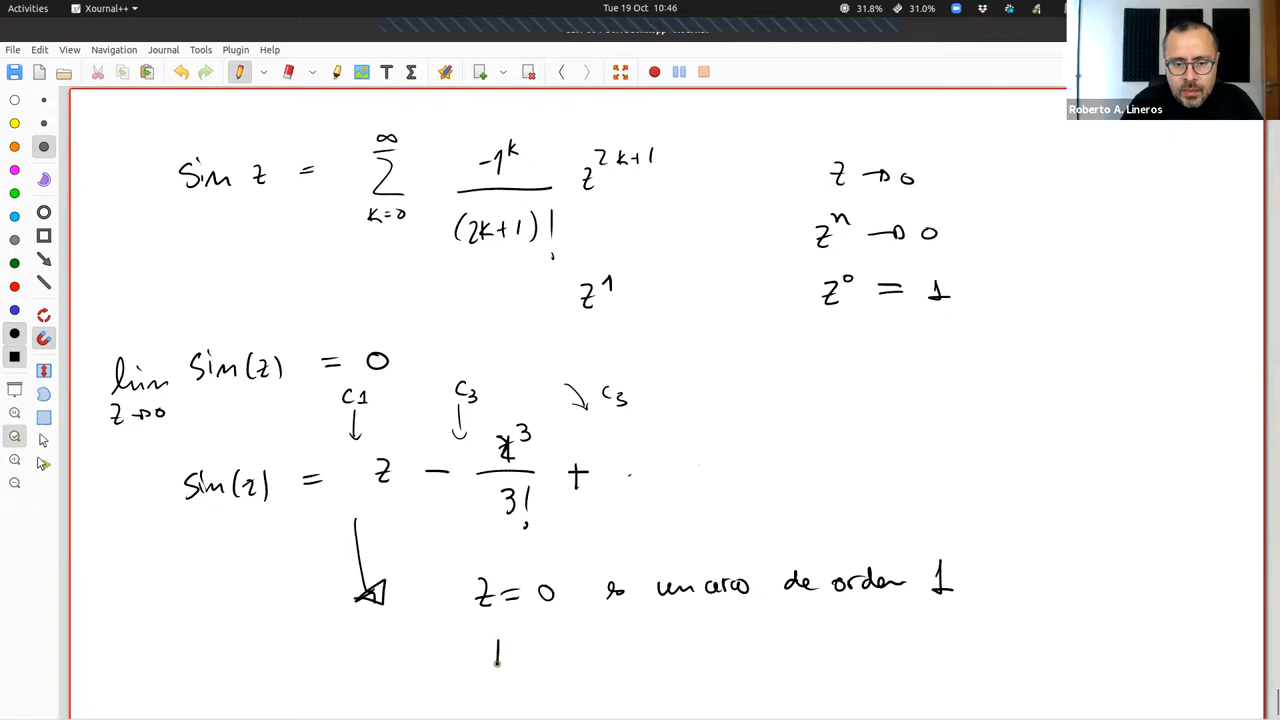 Activities
Xournal++
Tue 19 Oct 10:46
31.8%
31.0%
File Edit View Navigation Journal Tools Plugin Help
Roberto A. Lineros
sin z = ∞ Σ k=0 -1^k / (2k+1)! z^2k+1
z → 0
z^n → 0
z^1
z^0 = 1
lim z→0 sin(z) = 0
c1 c3 c3
sin(z) = z - z^3 / 3! +
z = 0 es un cero de orden 1